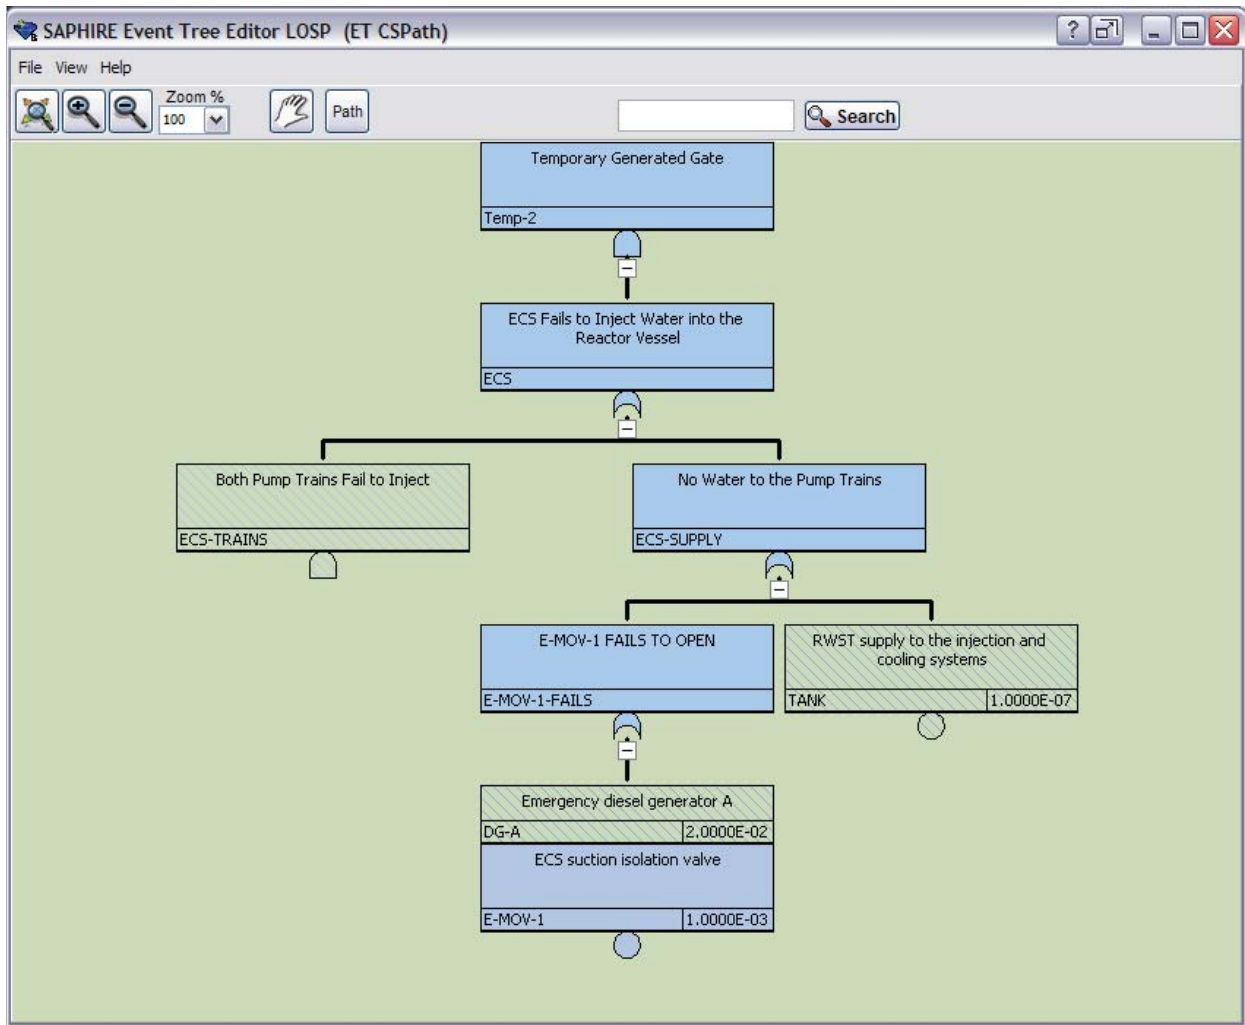 SAPHIRE Event Tree Editor LOSP (ET CSPath)
File View Help
Zoom %
100
Path
Search
Temporary Generated Gate
Temp-2
ECS Fails to Inject Water into the
Reactor Vessel
ECS
Both Pump Trains Fail to Inject
ECS-TRAINS
No Water to the Pump Trains
ECS-SUPPLY
E-MOV-1 FAILS TO OPEN
E-MOV-1-FAILS
RWST supply to the injection and
cooling systems
TANK 1.0000E-07
Emergency diesel generator A
DG-A 2.0000E-02
ECS suction isolation valve
E-MOV-1 1.0000E-03